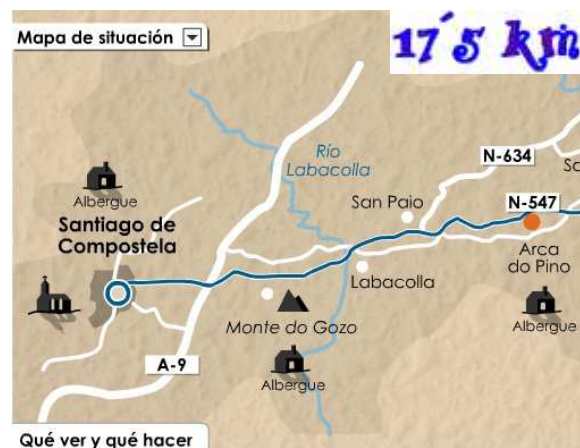 Mapa de situación
17´5 km
Río
Labacolla
N-634
So
N-547
San Paio
Albergue
Santiago de
Compostela
Arca
do Pino
Labacolla
Monte do Gozo
Albergue
A-9
Albergue
Qué ver y qué hacer